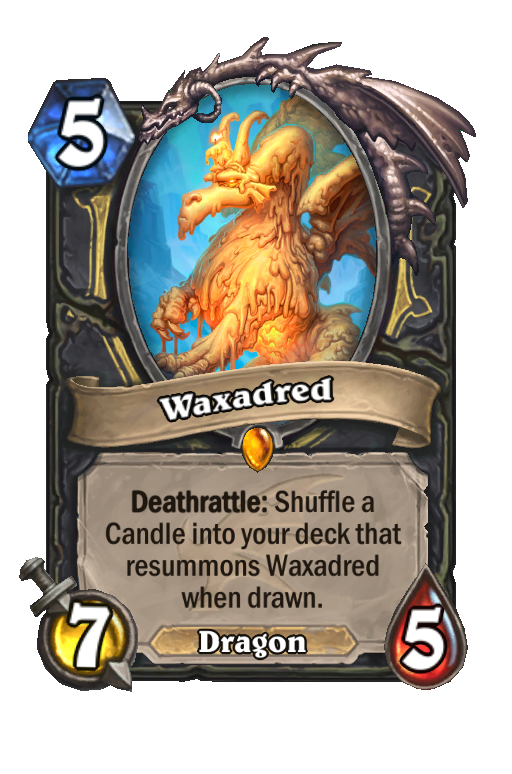 5
Waxadred
Deathrattle: Shuffle a
Candle into your deck that
resummons Waxadred
when drawn.
7
Dragon
5